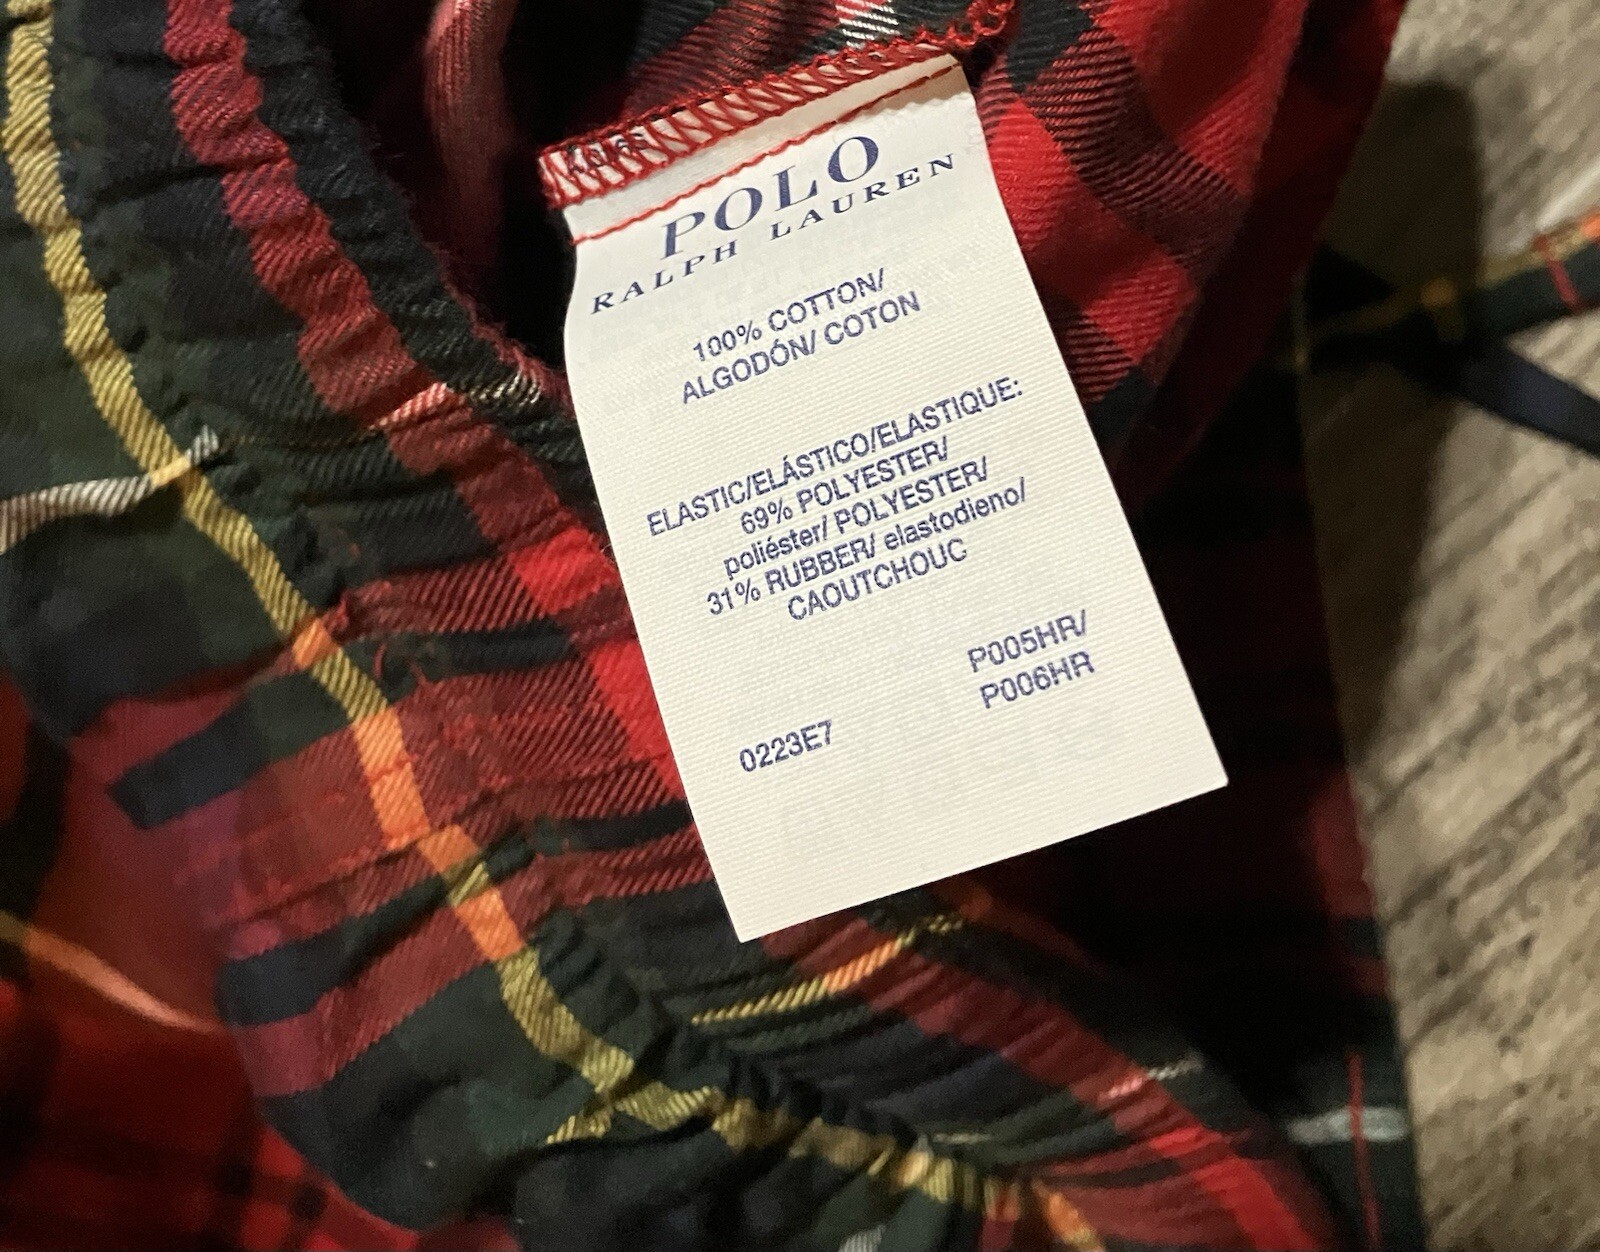 POLO
RALPH LAUREN
100% COTTON/
ALGODÓN/ COTON
ELASTIC/ELÁSTICO/ELASTIQUE:
69% POLYESTER/
poliéster/ POLYESTER/
31% RUBBER/ elastodieno/
CAOUTCHOUC
P005HR/
P006HR
0223E7